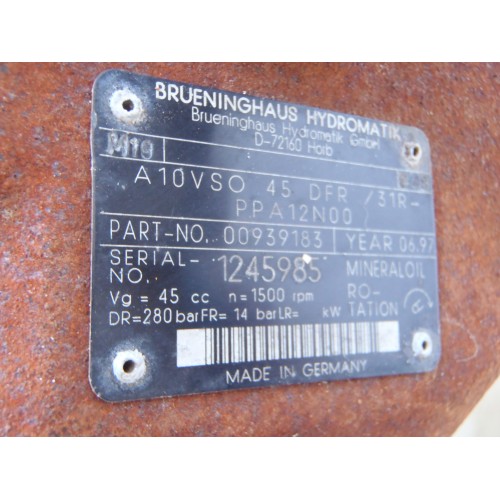 BRUENINGHAUS HYDROMATIK
Brueninghaus Hydromatik GmbH
D-72160 Horb
M19
A10VSO 45 DFR /31R-
PPA12N00
PART-NO. 00939183 YEAR 06.97
SERIAL-NO. 1245985 MINERALOIL
Vg = 45 cc n = 1500 rpm RO-TATION
DR=280 bar FR= 14 bar LR= kW
MADE IN GERMANY